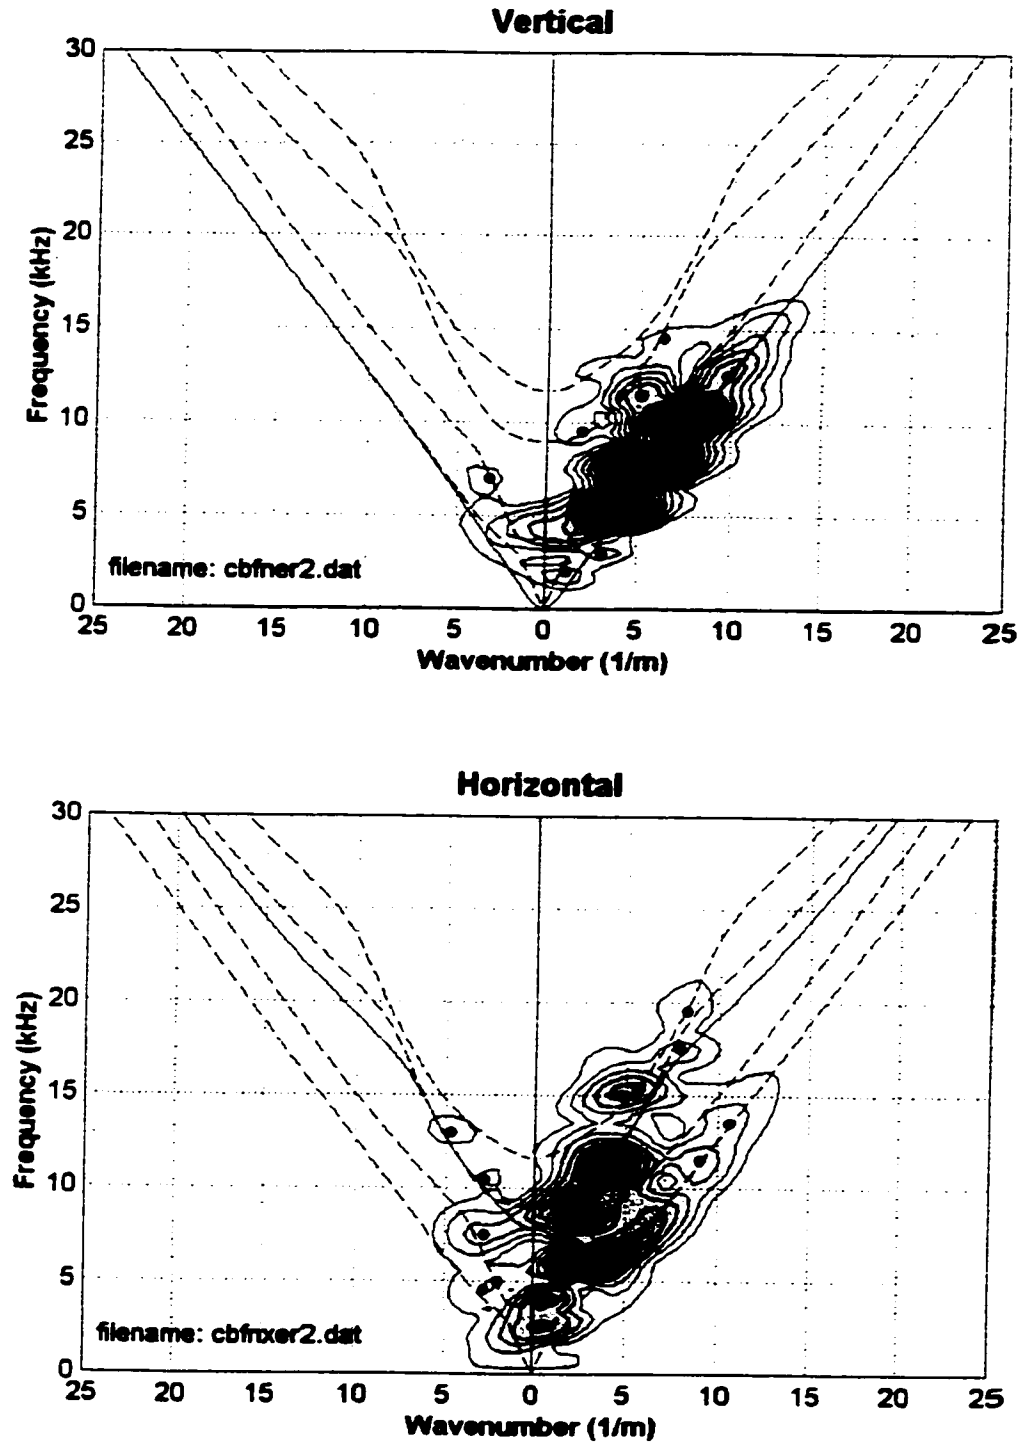 Vertical
30
25
20
15
10
5
0
Frequency (kHz)
filename: cbfner2.dat
25 20 15 10 5 0 5 10 15 20 25
Wavenumber (1/m)
Horizontal
30
25
20
15
10
5
0
Frequency (kHz)
filename: cbfnxer2.dat
25 20 15 10 5 0 5 10 15 20 25
Wavenumber (1/m)